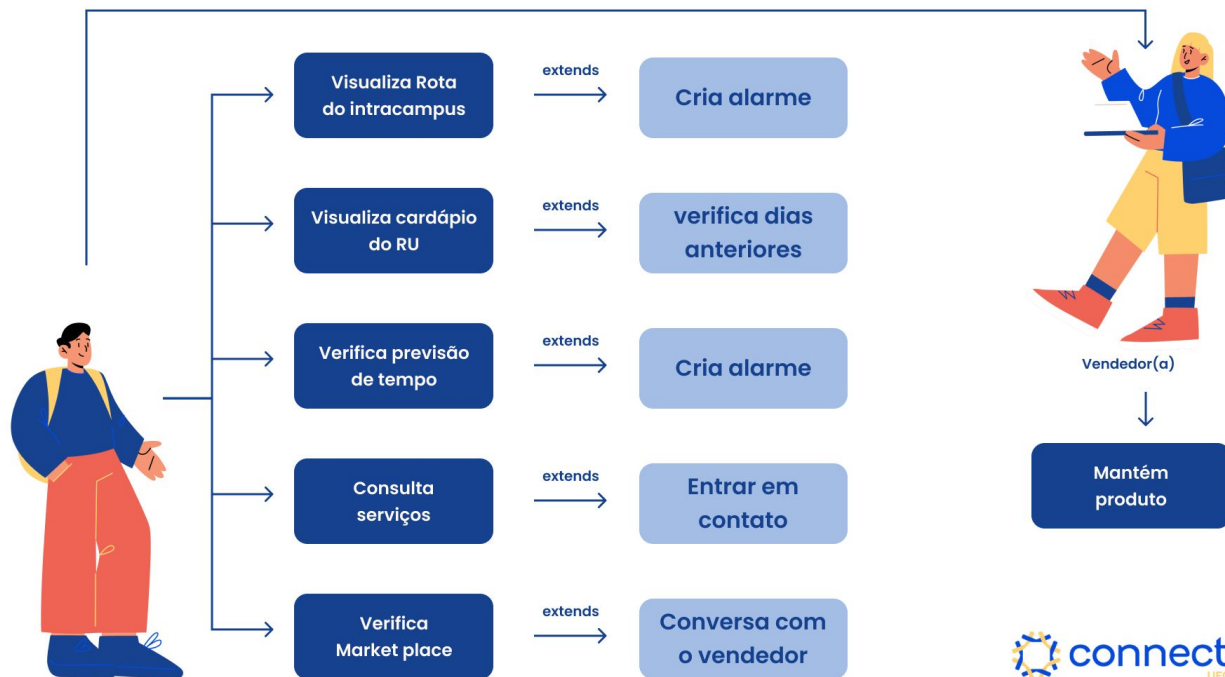 Visualiza Rota
do intracampus
extends
Cria alarme
Visualiza cardápio
do RU
extends
verifica dias
anteriores
Verifica previsão
de tempo
extends
Cria alarme
Consulta
serviços
extends
Entrar em
contato
Verifica
Market place
extends
Conversa com
o vendedor
Vendedor(a)
Mantém
produto
connect